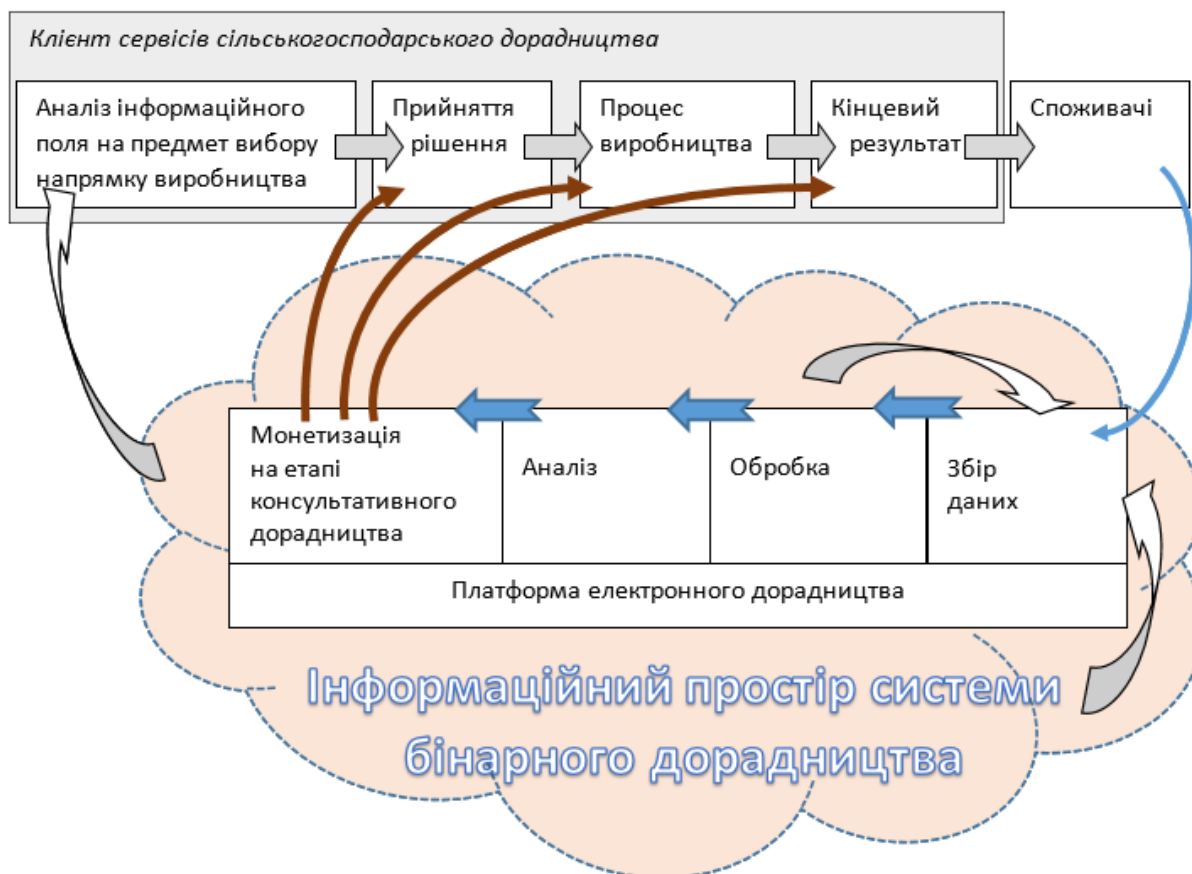 Клієнт сервісів сільськогосподарського дорадництва
Аналіз інформаційного
поля на предмет вибору
напрямку виробництва
Прийняття
рішення
Процес
виробництва
Кінцевий
результат
Споживачі
Монетизація
на етапі
консультативного
дорадництва
Аналіз
Обробка
Збір
даних
Платформа електронного дорадництва
Інформаційний простір системи
бінарного дорадництва